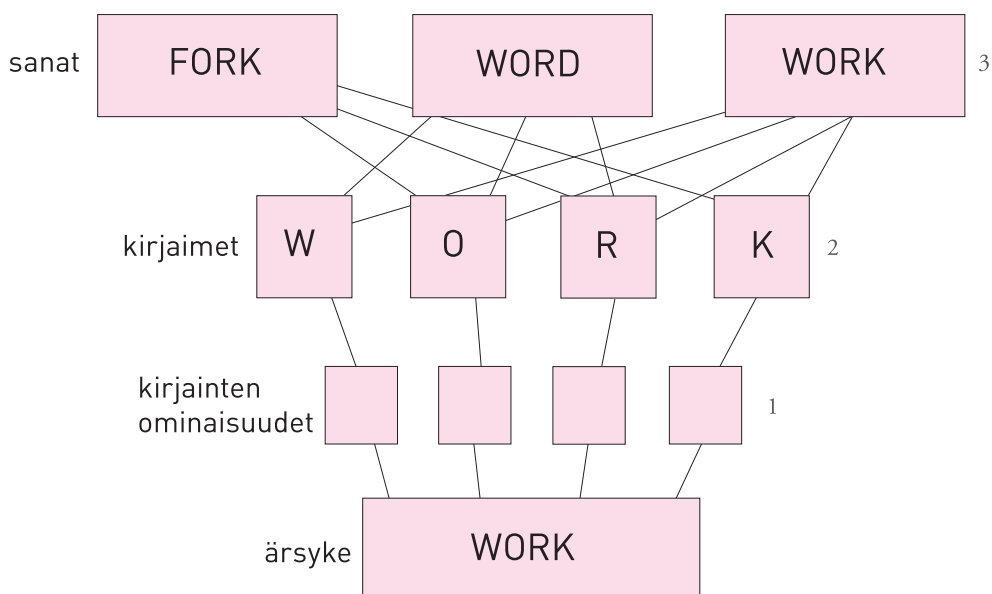 sanat FORK WORD WORK 3
kirjaimet W O R K 2
kirjainten
ominaisuudet 1
ärsyke WORK